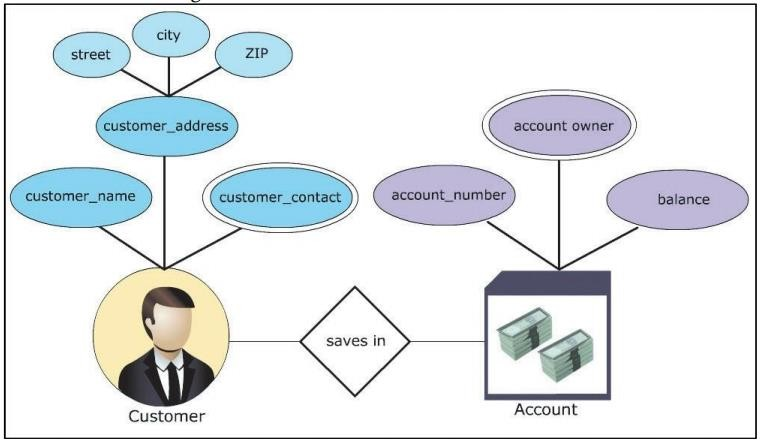 city
street
ZIP
customer_address
account owner
customer_name
customer_contact
account_number
balance
saves in
Customer
Account